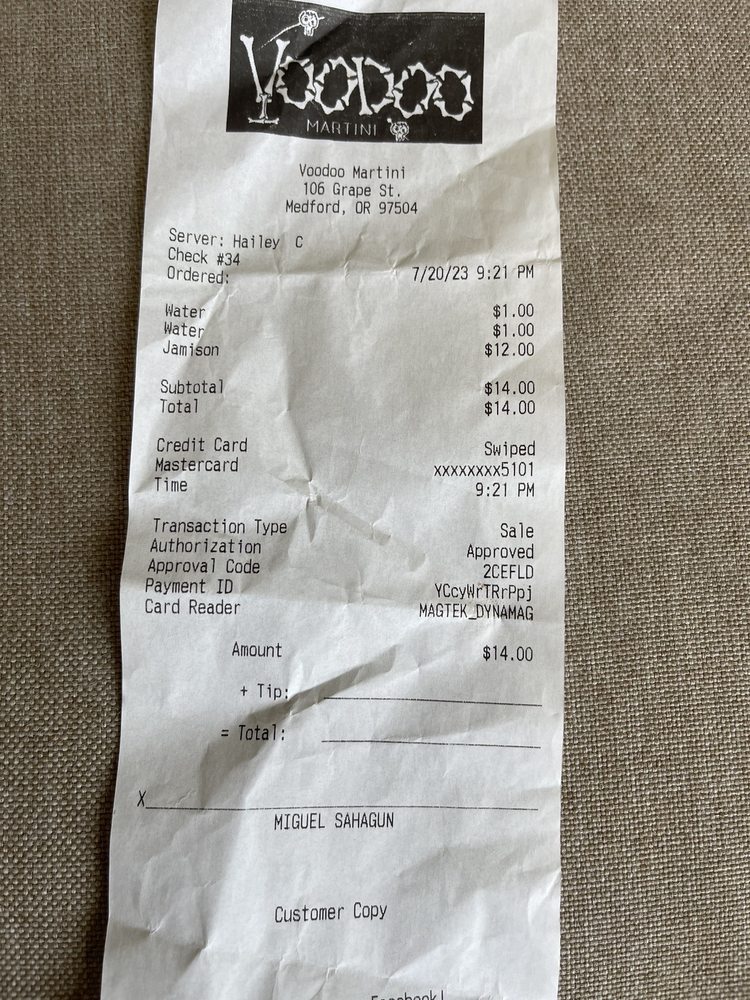 VOODOO
MARTINI
Voodoo Martini
106 Grape St.
Medford, OR 97504
Server: Hailey C
Check #34
Ordered: 7/20/23 9:21 PM
Water $1.00
Water $1.00
Jamison $12.00
Subtotal $14.00
Total $14.00
Credit Card Swiped
Mastercard xxxxxxxx5101
Time 9:21 PM
Transaction Type Sale
Authorization Approved
Approval Code 2CEFLD
Payment ID YCcyWrTRrPpj
Card Reader MAGTEK_DYNAMAG
Amount $14.00
+ Tip:
= Total:
X
MIGUEL SAHAGUN
Customer Copy
Facebook!